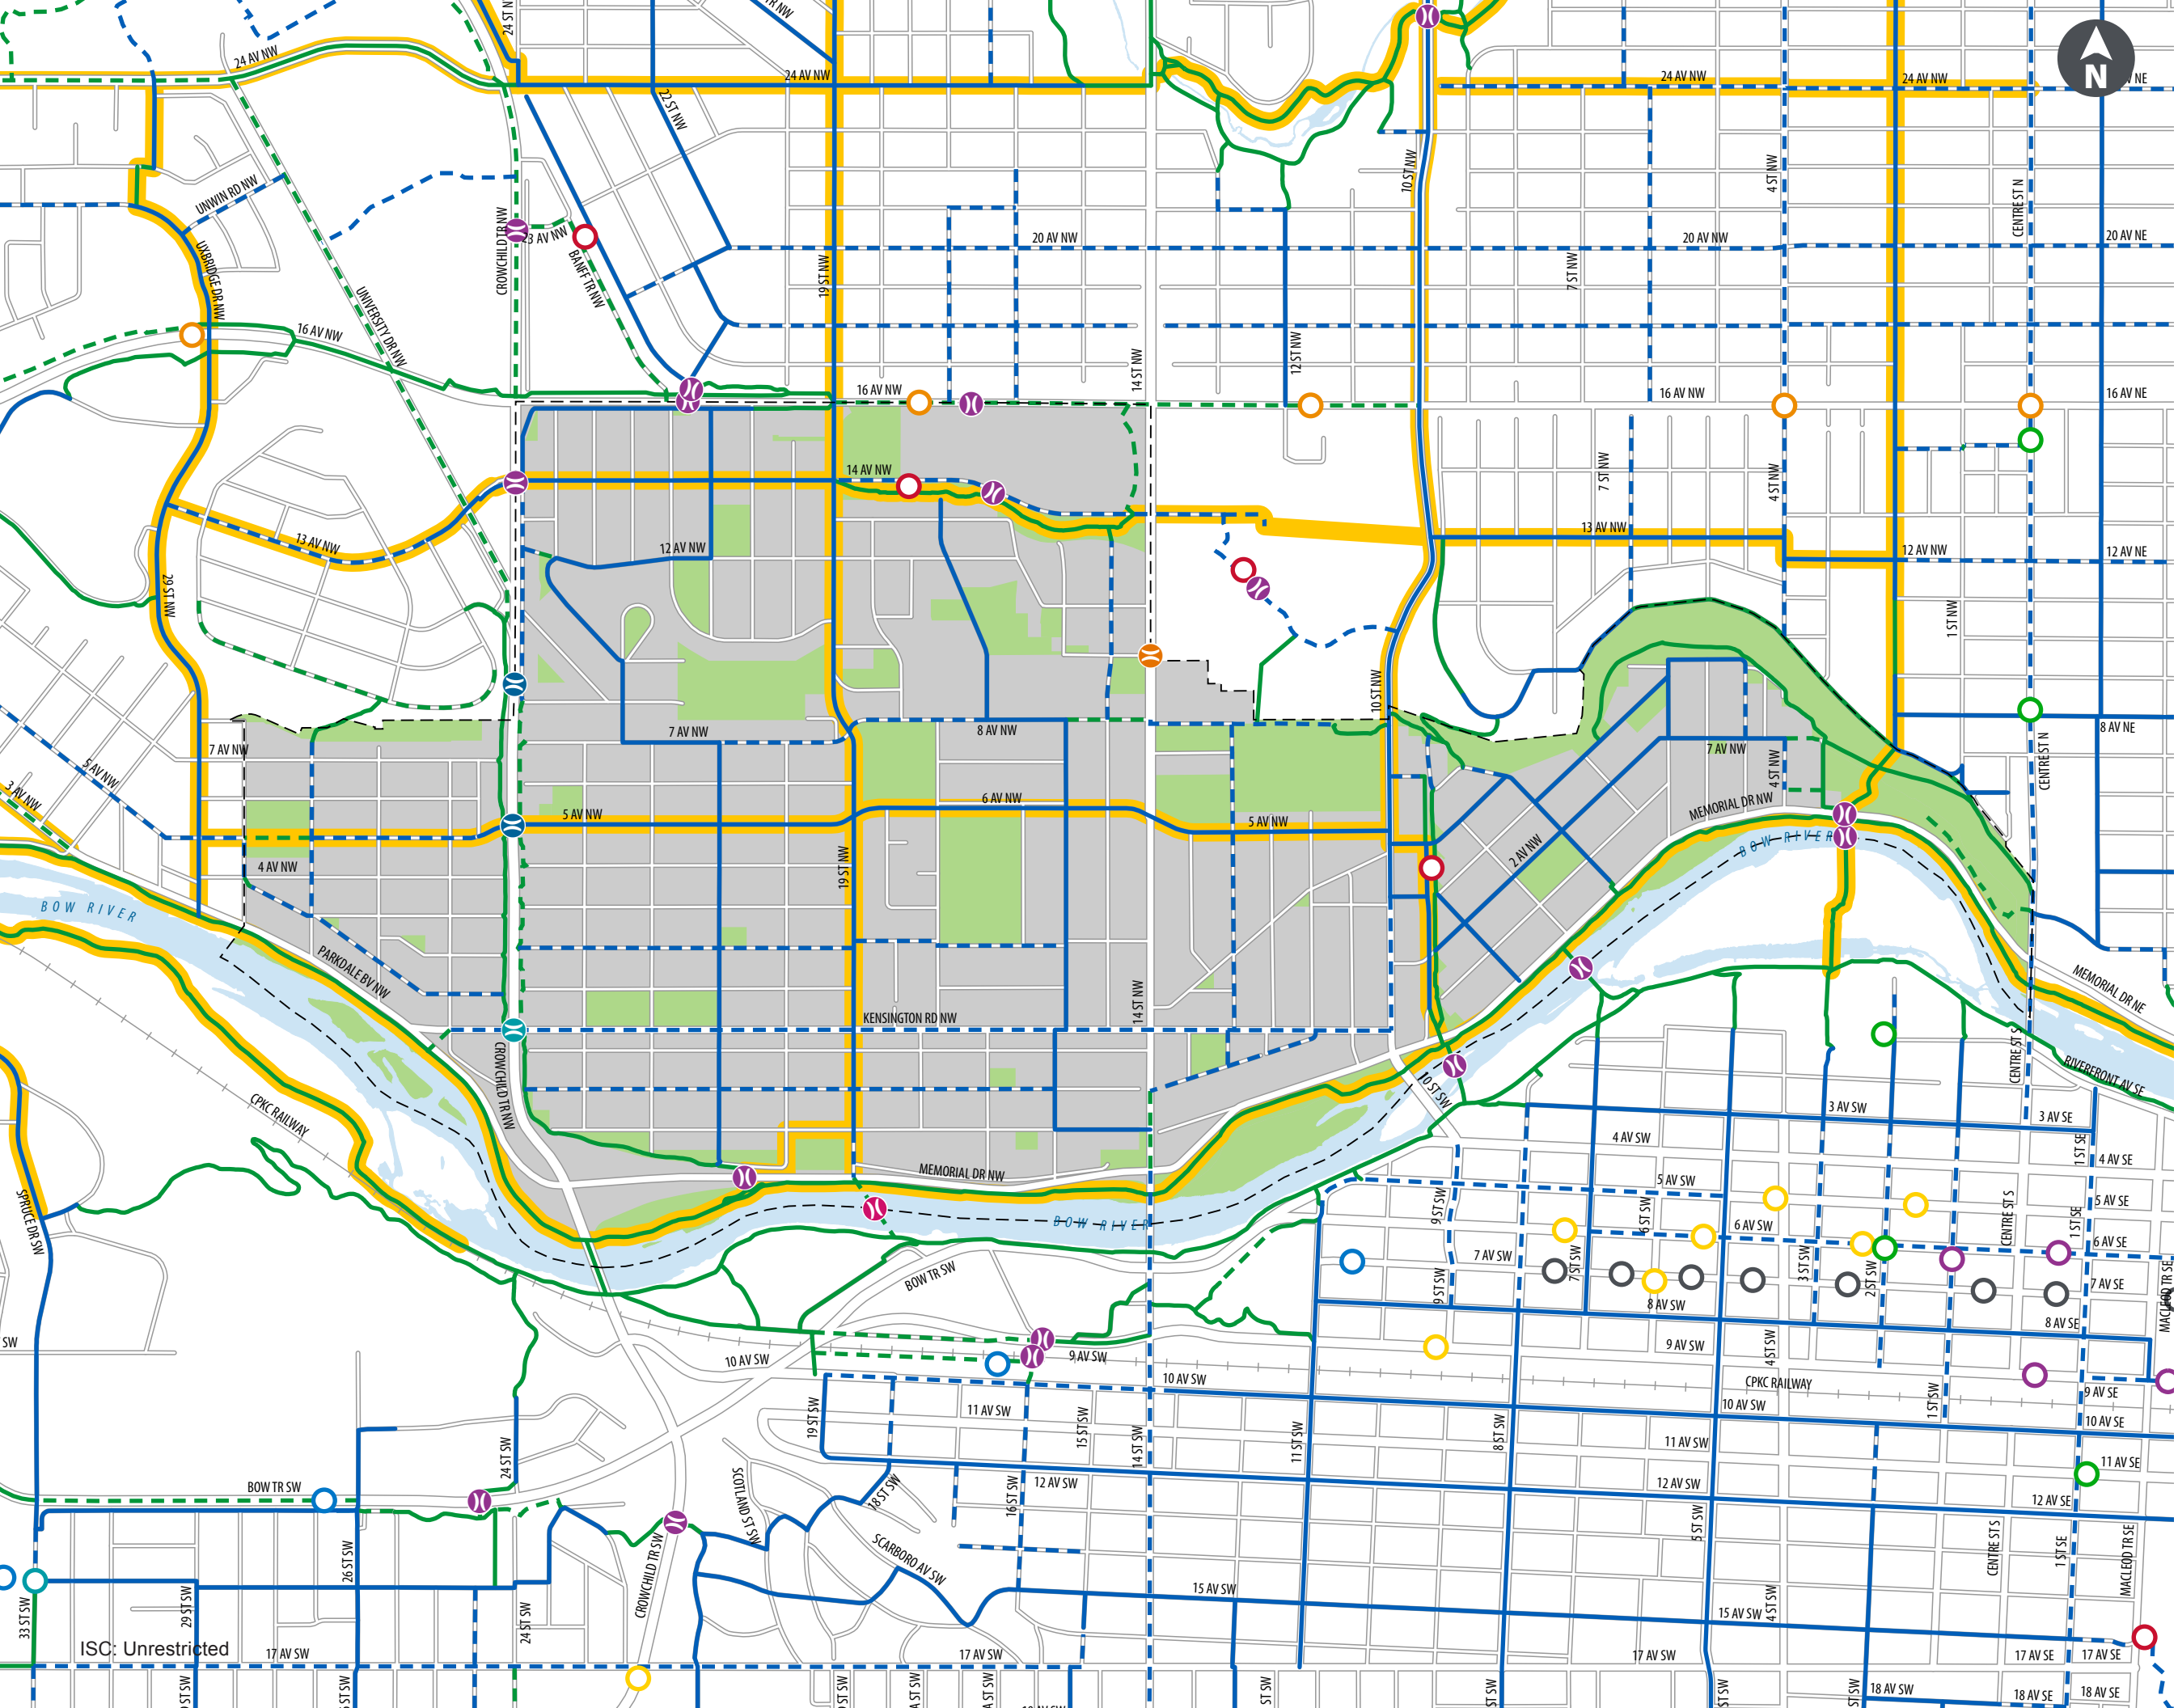 24 ST N
TR NW
24 AV NW
24 AV NW
24 AV NW
24 AV NW
V NE
N
22 ST NW
10 ST NW
4 ST NW
CENTRE ST N
UNWIN RD NW
CROWCHILD TR NW
23 AV NW
BANFF TR NW
20 AV NW
20 AV NW
20 AV NE
UXBRIDGE DR NW
UNIVERSITY DR NW
19 ST NW
7 ST NW
16 AV NW
12 ST NW
14 ST NW
16 AV NW
16 AV NW
16 AV NE
14 AV NW
7 ST NW
4 ST NW
13 AV NW
13 AV NW
12 AV NW
12 AV NW
12 AV NE
29 ST NW
1 ST NW
10 ST NW
7 AV NW
7 AV NW
8 AV NW
7 AV NW
8 AV NE
5 AV NW
3 AV NW
4 ST NW
CENTRE ST N
6 AV NW
5 AV NW
5 AV NW
MEMORIAL DR NW
2 AV NW
BOW RIVER
4 AV NW
19 ST NW
BOW RIVER
PARKDALE BV NW
14 ST NW
KENSINGTON RD NW
MEMORIAL DR NE
CROWCHILD TR NW
CPKC RAILWAY
10 ST SW
CENTRE ST S
RIVERFRONT AV SE
3 AV SW
3 AV SE
4 AV SW
1 ST SE
4 AV SE
MEMORIAL DR NW
5 AV SW
5 AV SE
SPRUCE DR SW
BOW RIVER
9 ST SW
6 ST SW
6 AV SW
CENTRE ST S
1 ST SE
6 AV SE
7 AV SW
7 ST SW
3 ST SW
2 ST SW
7 AV SE
BOW TR SW
9 ST SW
8 AV SW
MACLEOD TR SE
8 AV SE
SW
10 AV SW
9 AV SW
9 AV SW
4 ST SW
10 AV SW
CPKC RAILWAY
9 AV SE
19 ST SW
11 AV SW
15 ST SW
14 ST SW
11 ST SW
8 ST SW
10 AV SW
1 ST SW
10 AV SE
11 AV SW
11 AV SE
24 ST SW
BOW TR SW
SCOTLAND ST SW
18 ST SW
16 ST SW
12 AV SW
12 AV SW
12 AV SE
5 ST SW
CROWCHILD TR SW
SCARBORO AV SW
26 ST SW
CENTRE ST S
1 ST SE
MACLEOD TR SE
33 ST SW
29 ST SW
24 ST SW
15 AV SW
15 AV SW
4 ST SW
ISC: Unrestricted
17 AV SW
17 AV SW
17 AV SW
17 AV SE
17 AV SE
18 AV SW
18 AV SE
18 AV SE